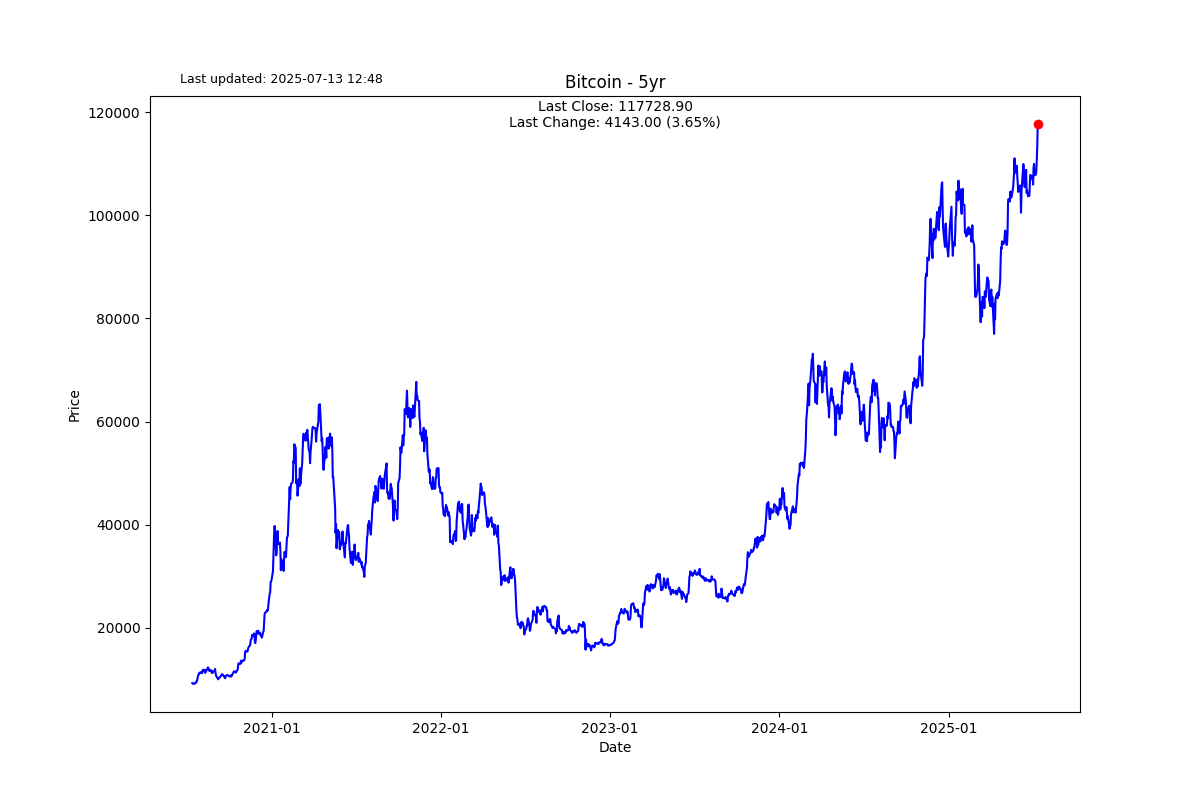 Last updated: 2025-07-13 12:48
Bitcoin - 5yr
Last Close: 117728.90
Last Change: 4143.00 (3.65%)
120000
100000
80000
60000
40000
20000
Price
2021-01
2022-01
2023-01
2024-01
2025-01
Date